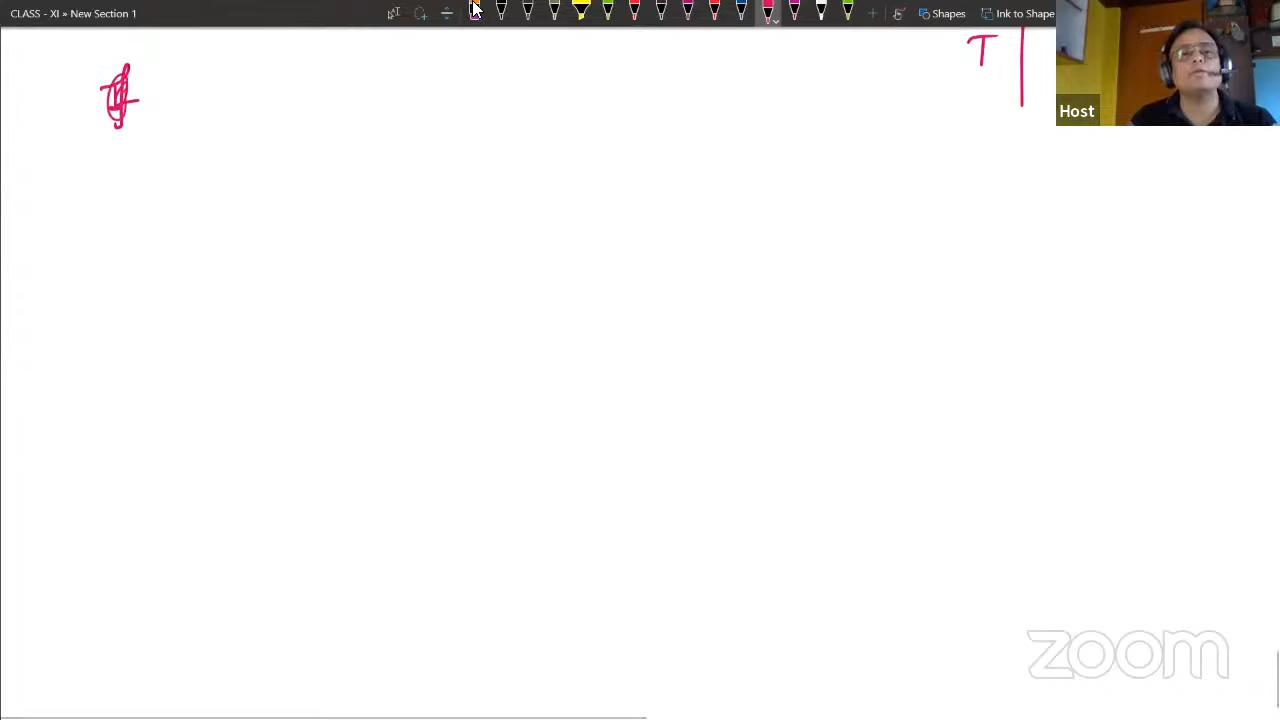 CLASS - XI » New Section 1
Shapes
Ink to Shape
T
Host
zoom